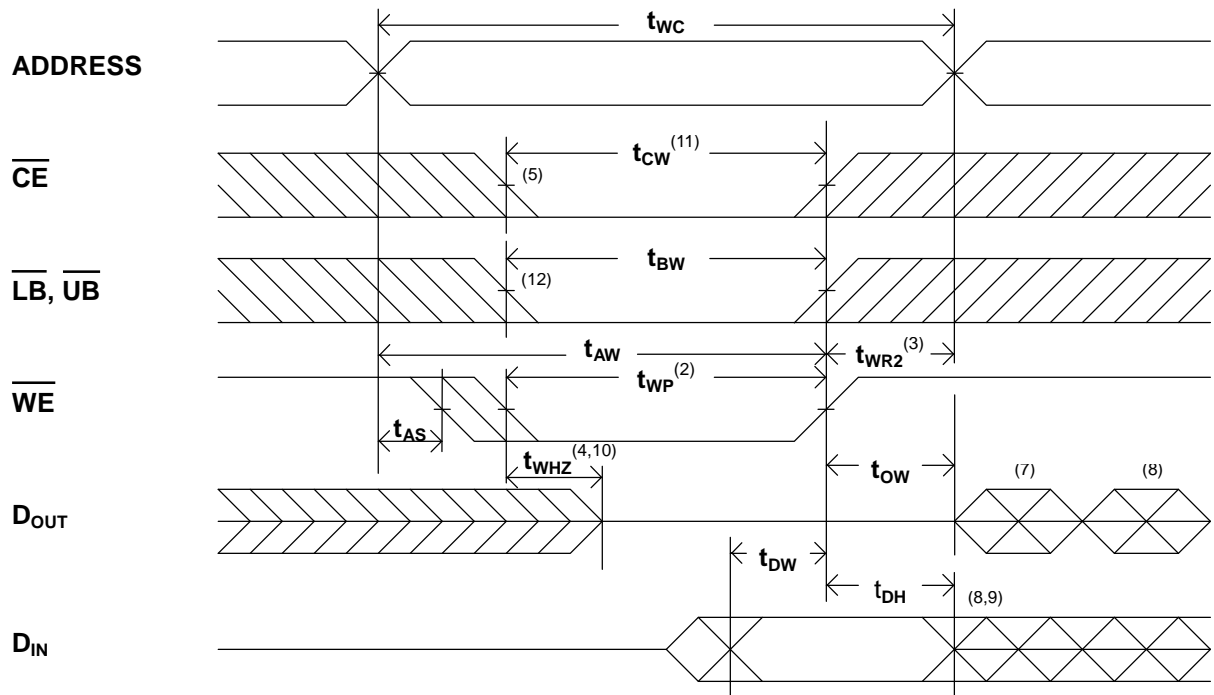 tWC
ADDRESS
CE
tCW(11)
(5)
LB, UB
tBW
(12)
tAW
tWR2(3)
WE
tWP(2)
tAS
tWHZ(4,10)
tOW
(7)
(8)
DOUT
tDW
tDH
(8,9)
DIN